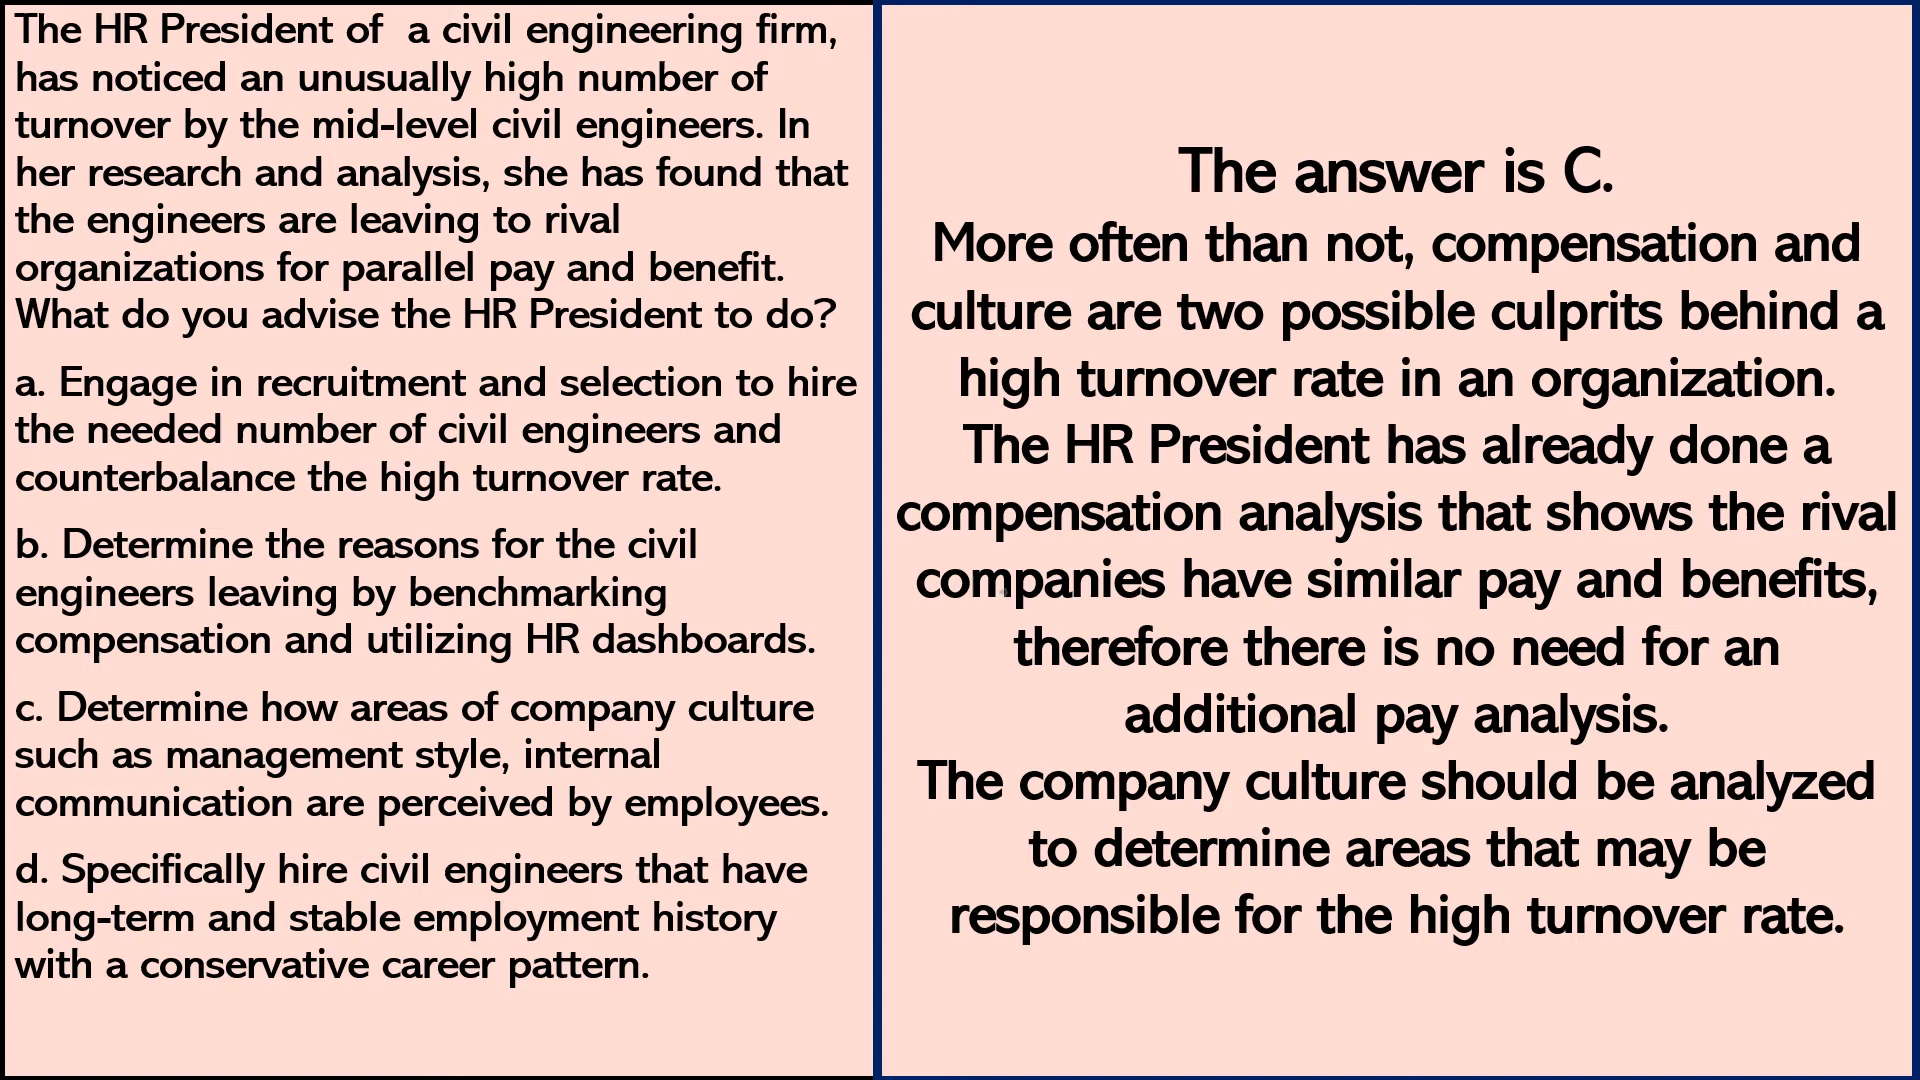 The HR President of  a civil engineering firm,
has noticed an unusually high number of
turnover by the mid-level civil engineers. In
her research and analysis, she has found that
the engineers are leaving to rival
organizations for parallel pay and benefit.
What do you advise the HR President to do?
a. Engage in recruitment and selection to hire
the needed number of civil engineers and
counterbalance the high turnover rate.
b. Determine the reasons for the civil
engineers leaving by benchmarking
compensation and utilizing HR dashboards.
c. Determine how areas of company culture
such as management style, internal
communication are perceived by employees.
d. Specifically hire civil engineers that have
long-term and stable employment history
with a conservative career pattern.
The answer is C.
More often than not, compensation and
culture are two possible culprits behind a
high turnover rate in an organization.
The HR President has already done a
compensation analysis that shows the rival
companies have similar pay and benefits,
therefore there is no need for an
additional pay analysis.
The company culture should be analyzed
to determine areas that may be
responsible for the high turnover rate.